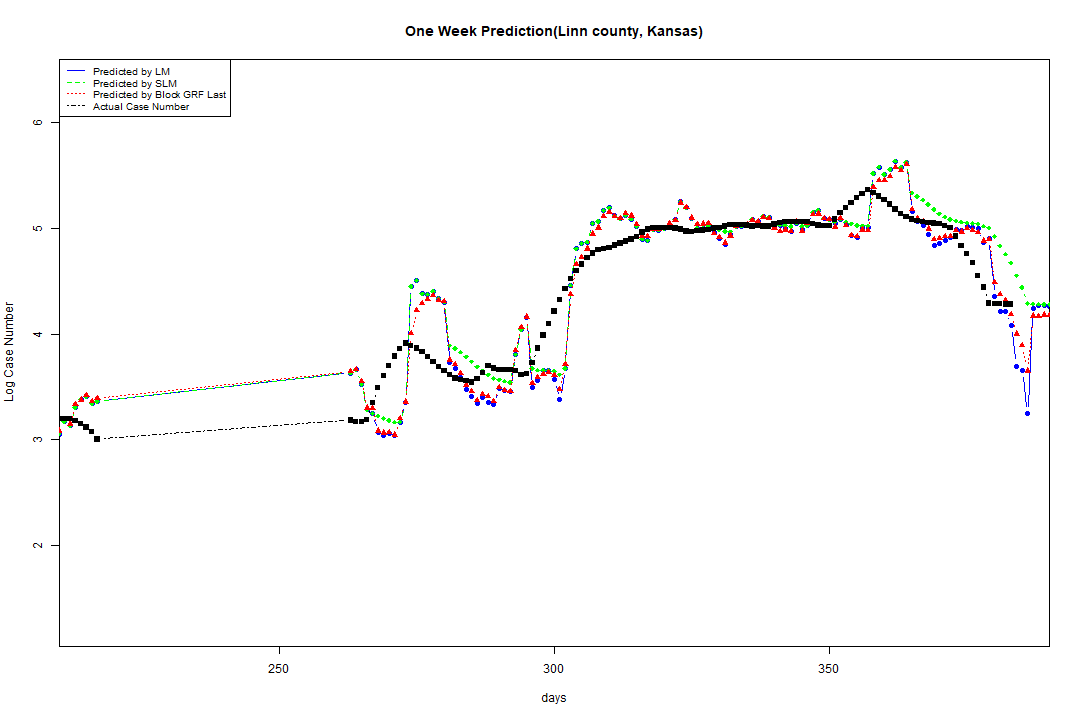 One Week Prediction(Linn county, Kansas)
Predicted by LM
Predicted by SLM
Predicted by Block GRF Last
Actual Case Number
6
5
4
3
2
Log Case Number
250
300
350
days